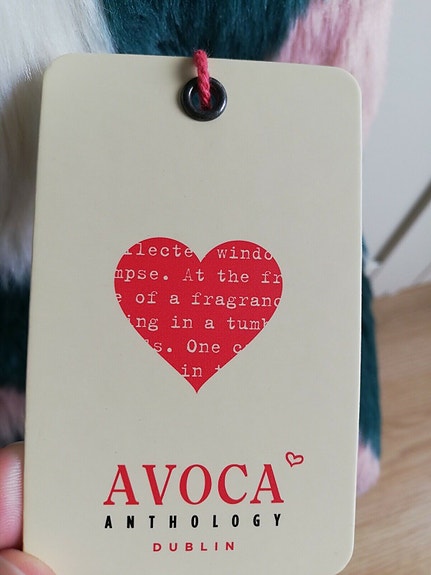 llecte windo
mpse. At the fr
e of a fragranc
ing in a tumb
s. One c
in t
AVOCA
ANTHOLOGY
DUBLIN